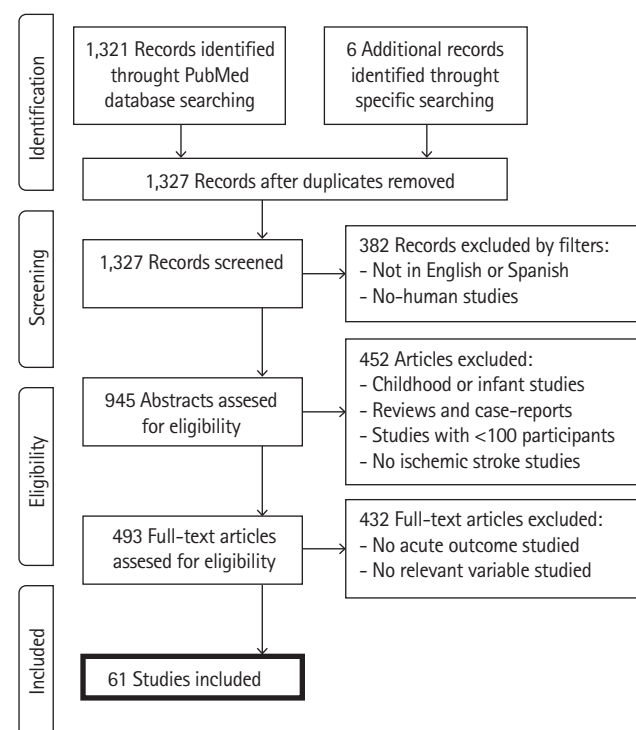 Identification
1,321 Records identified
throught PubMed
database searching
6 Additional records
identified throught
specific searching
1,327 Records after duplicates removed
Screening
1,327 Records screened
382 Records excluded by filters:
- Not in English or Spanish
- No-human studies
Eligibility
945 Abstracts assesed
for eligibility
452 Articles excluded:
- Childhood or infant studies
- Reviews and case-reports
- Studies with <100 participants
- No ischemic stroke studies
493 Full-text articles
assesed for eligibility
432 Full-text articles excluded:
- No acute outcome studied
- No relevant variable studied
Included
61 Studies included